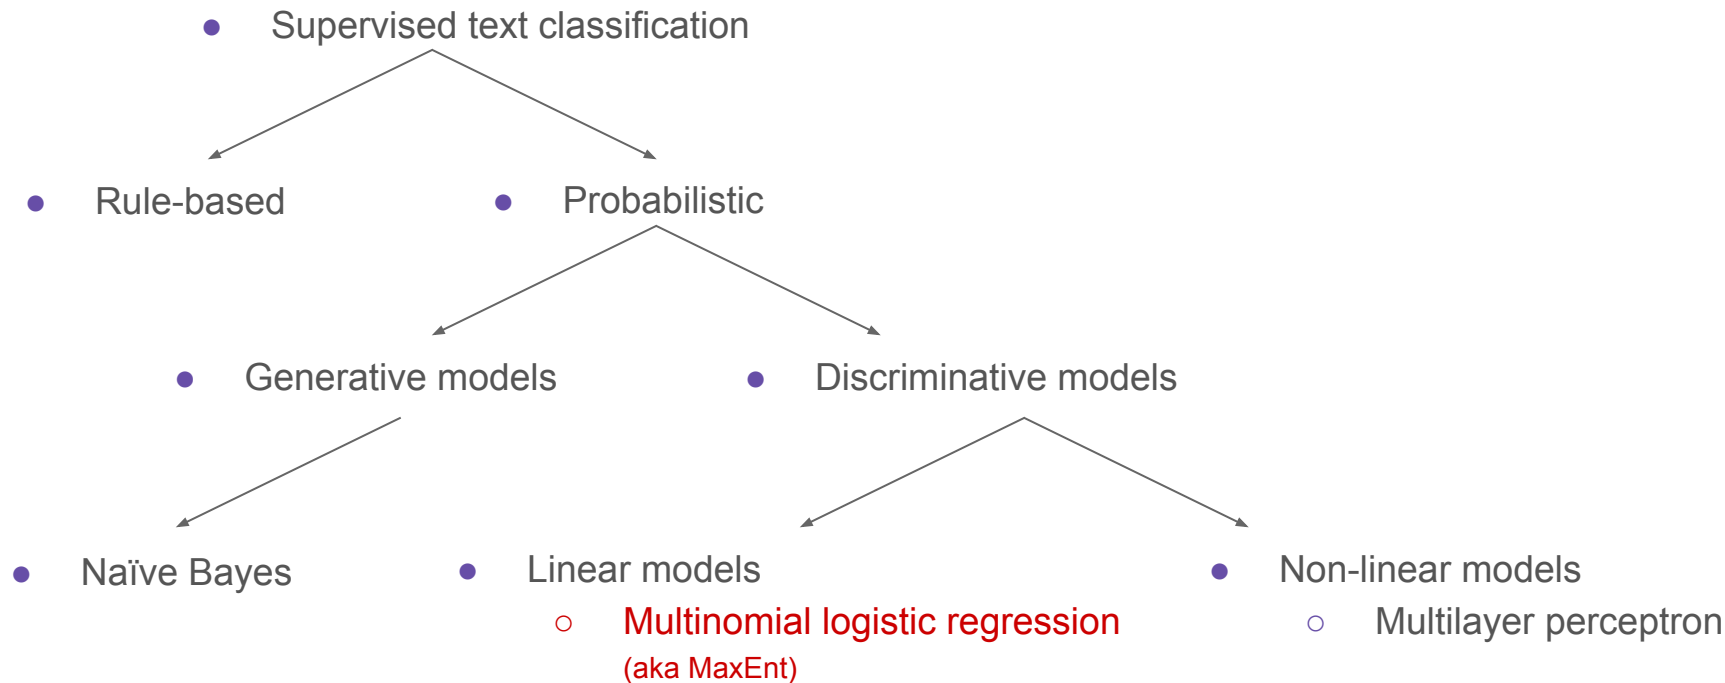 Supervised text classification
Rule-based
Probabilistic
Generative models
Discriminative models
Naïve Bayes
Linear models
Non-linear models
Multinomial logistic regression
Multilayer perceptron
(aka MaxEnt)